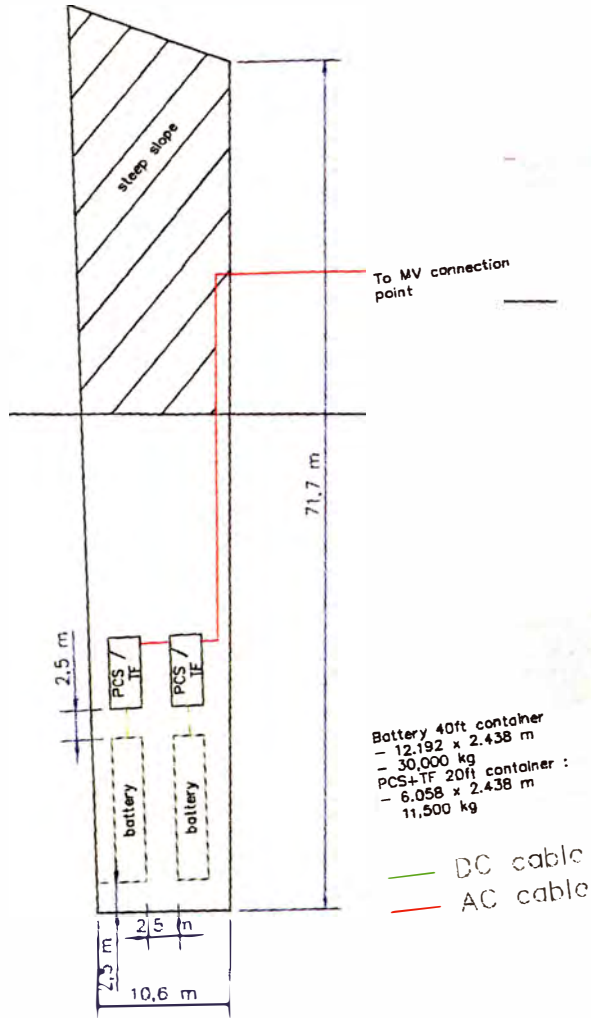 steep slope
To MV connection
point
71,7 m
2,5 m
PCS /
TF
PCS /
TF
battery
battery
Battery 40ft container
- 12.192 x 2.438 m
- 30,000 kg
PCS+TF 20ft container :
- 6.058 x 2.438 m
11,500 kg
DC cable
AC cable
2 5 n
2,5 m
10,6 m